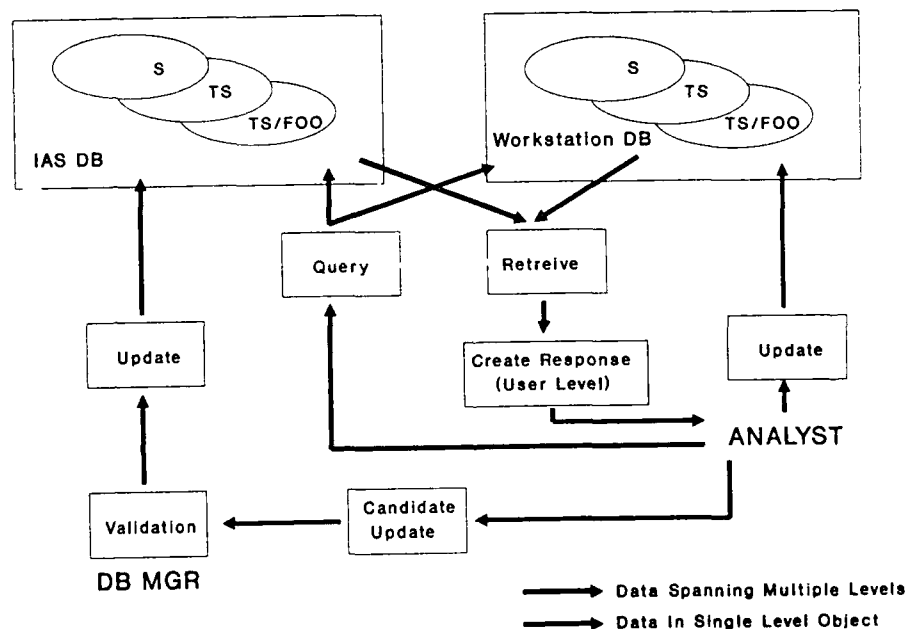 S
TS
TS/FOO
IAS DB
S
TS
TS/FOO
Workstation DB
Query
Retreive
Update
Create Response
(User Level)
Update
ANALYST
Validation
Candidate
Update
DB MGR
Data Spanning Multiple Levels
Data In Single Level Object